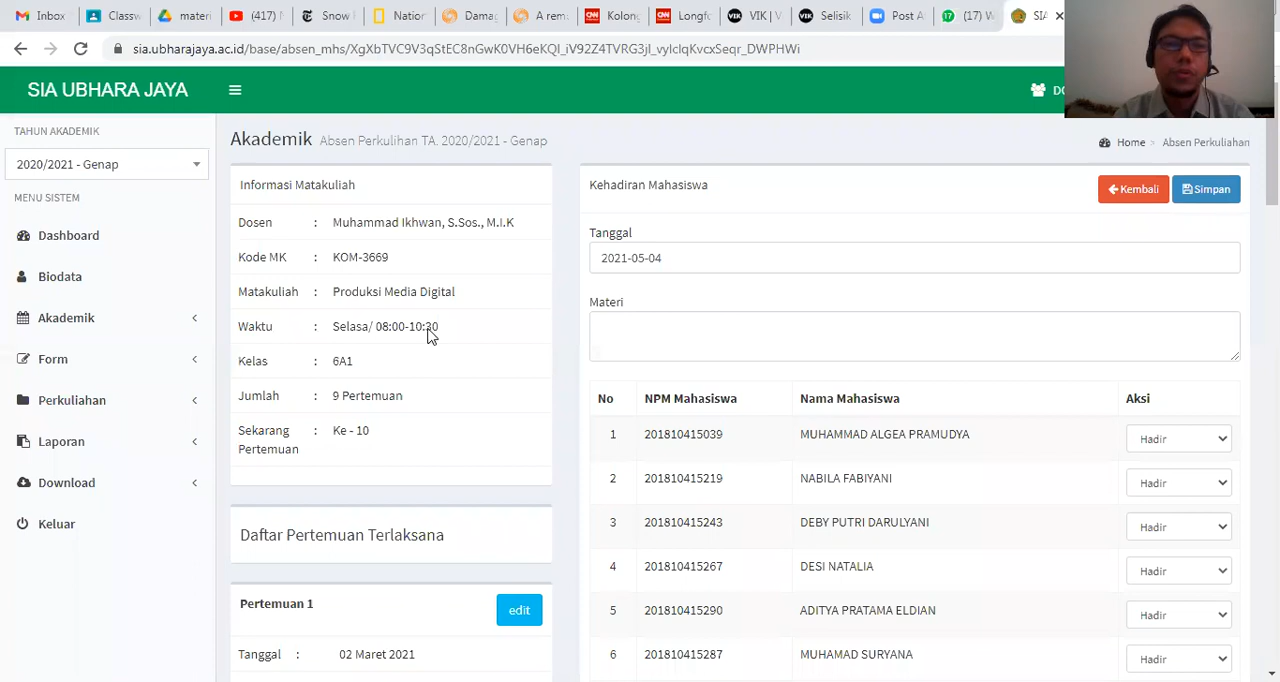 Inbox Classw materi (417) N Snow Nation Damag A rem Kolong Longfo VIK | V Selisik Post A (17) W SIA
sia.ubharajaya.ac.id/base/absen_mhs/
SIA UBHARA JAYA
TAHUN AKADEMIK
2020/2021 - Genap
MENU SISTEM
Dashboard
Biodata
Akademik
Form
Perkuliahan
Laporan
Download
Keluar
Akademik Absen Perkulihan TA. 2020/2021 - Genap
Home > Absen Perkuliahan
Informasi Matakuliah
Dosen : Muhammad Ikhwan, S.Sos., M.I.K
Kode MK : KOM-3669
Matakuliah : Produksi Media Digital
Waktu : Selasa/ 08:00-10:30
Kelas : 6A1
Jumlah : 9 Pertemuan
Sekarang : Ke - 10
Pertemuan
Daftar Pertemuan Terlaksana
Pertemuan 1 edit
Tanggal : 02 Maret 2021
Kehadiran Mahasiswa Kembali Simpan
Tanggal
2021-05-04
Materi
No NPM Mahasiswa Nama Mahasiswa Aksi
1 201810415039 MUHAMMAD ALGEA PRAMUDYA Hadir
2 201810415219 NABILA FABIYANI Hadir
3 201810415243 DEBY PUTRI DARULYANI Hadir
4 201810415267 DESI NATALIA Hadir
5 201810415290 ADITYA PRATAMA ELDIAN Hadir
6 201810415287 MUHAMAD SURYANA Hadir